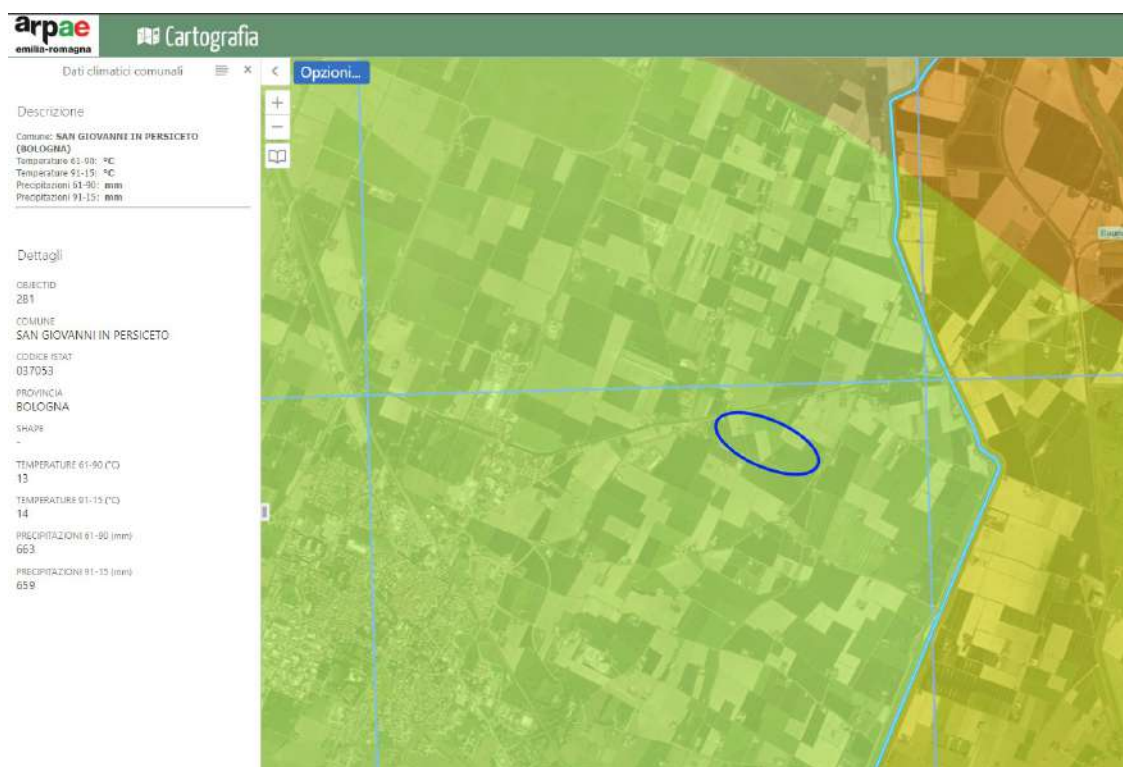 arpae
emilia-romagna
Cartografia
Dati climatici comunali
Opzioni...
Descrizione
Comune: SAN GIOVANNI IN PERSICETO
(BOLOGNA)
Temperature 61-90: °C
Temperature 91-15: °C
Precipitazioni 61-90: mm
Precipitazioni 91-15: mm
Dettagli
OBJECTID
281
COMUNE
SAN GIOVANNI IN PERSICETO
CODICE ISTAT
037053
PROVINCIA
BOLOGNA
SHAPE
-
TEMPERATURE 61-90 (°C)
13
TEMPERATURE 91-15 (°C)
14
PRECIPITAZIONI 61-90 (mm)
663
PRECIPITAZIONI 91-15 (mm)
659